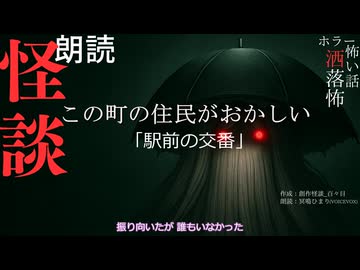 朗読
怪談
ホラー怖い話
洒落怖
この町の住民がおかしい
「駅前の交番」
作成：創作怪談_百々目
朗読：冥鳴ひまり(VOICEVOX)
振り向いたが 誰もいなかった